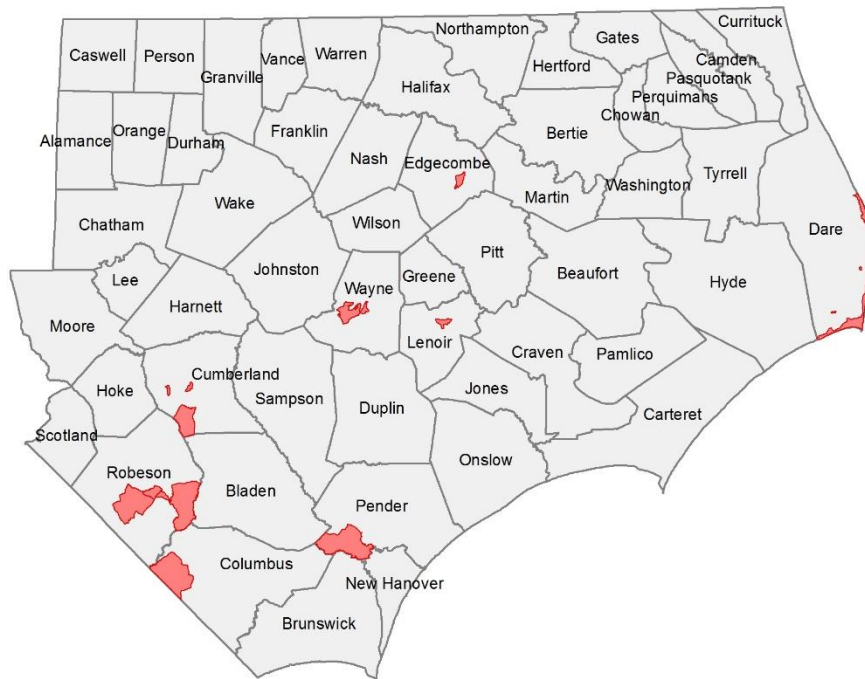 Caswell
Person
Granville
Vance
Warren
Northampton
Gates
Currituck
Camden
Pasquotank
Perquimans
Chowan
Hertford
Halifax
Bertie
Alamance
Orange
Durham
Franklin
Nash
Edgecombe
Martin
Washington
Tyrrell
Dare
Chatham
Wake
Wilson
Pitt
Beaufort
Hyde
Lee
Johnston
Wayne
Greene
Moore
Harnett
Lenoir
Craven
Pamlico
Hoke
Cumberland
Sampson
Duplin
Jones
Carteret
Scotland
Onslow
Robeson
Bladen
Pender
Columbus
New Hanover
Brunswick